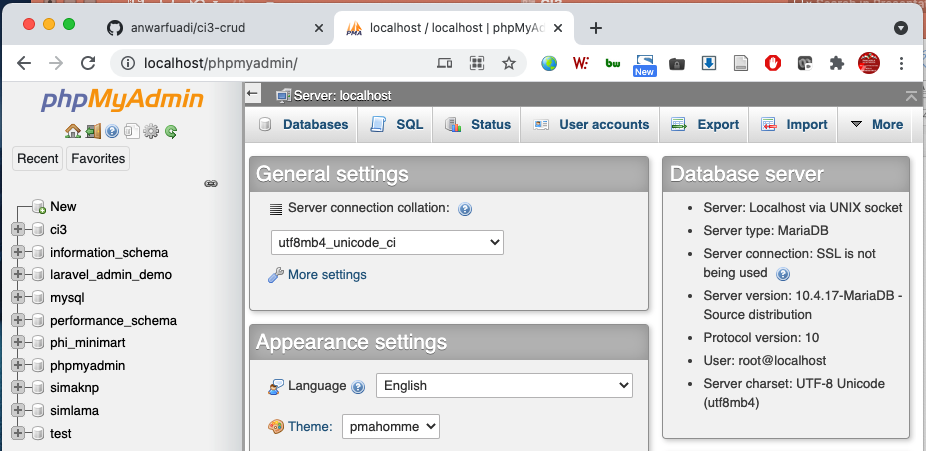 anwarfuadi/ci3-crud
localhost / localhost | phpMyAd
localhost/phpmyadmin/
New
phpMyAdmin
Recent
Favorites
New
ci3
information_schema
laravel_admin_demo
mysql
performance_schema
phi_minimart
phpmyadmin
simaknp
simlama
test
Server: localhost
Databases
SQL
Status
User accounts
Export
Import
More
General settings
Server connection collation:
utf8mb4_unicode_ci
More settings
Appearance settings
Language
English
Theme:
pmahomme
Database server
Server: Localhost via UNIX socket
Server type: MariaDB
Server connection: SSL is not
being used
Server version: 10.4.17-MariaDB -
Source distribution
Protocol version: 10
User: root@localhost
Server charset: UTF-8 Unicode
(utf8mb4)